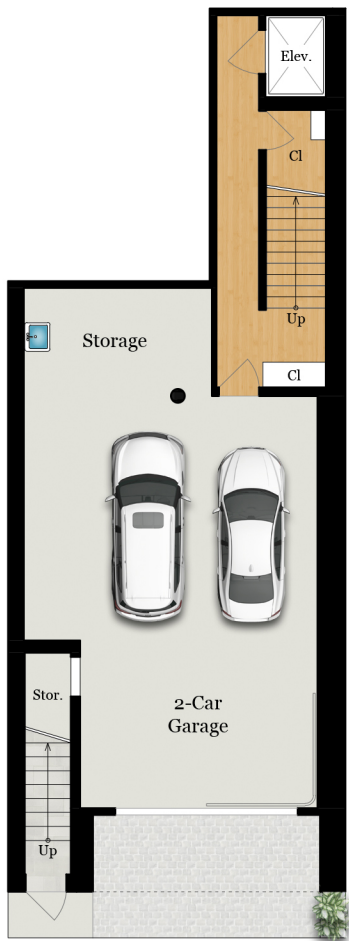 Elev.
Cl
Up
Storage
Cl
Stor.
2-Car
Garage
Up